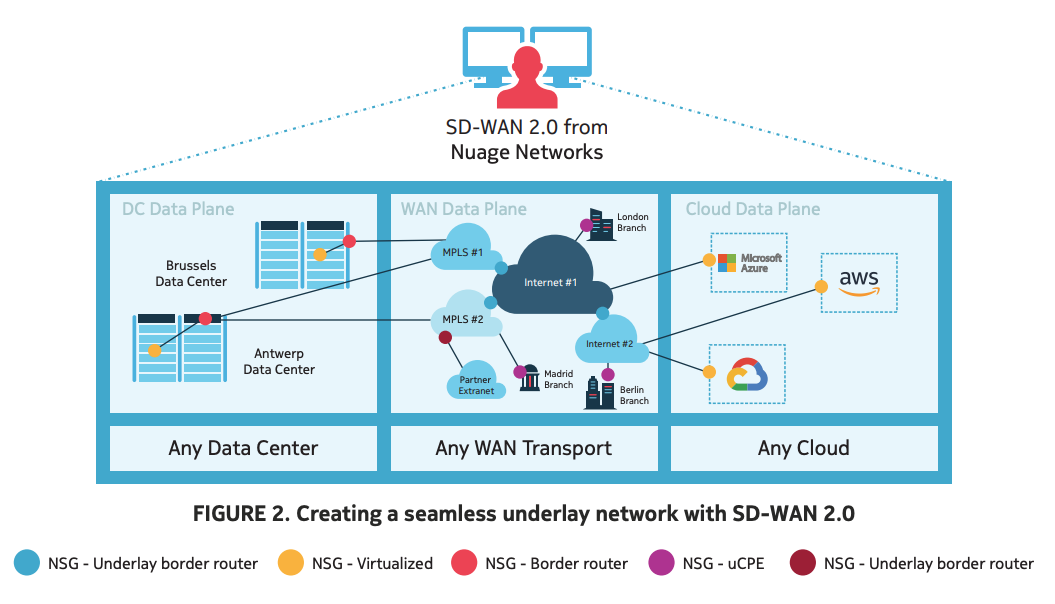 SD-WAN 2.0 from
Nuage Networks
DC Data Plane
WAN Data Plane
Cloud Data Plane
London
Branch
MPLS #1
Internet #1
Microsoft
Azure
aws
Brussels
Data Center
MPLS #2
Internet #2
Antwerp
Data Center
Partner
Extranet
Madrid
Branch
Berlin
Branch
Any Data Center
Any WAN Transport
Any Cloud
FIGURE 2. Creating a seamless underlay network with SD-WAN 2.0
NSG - Underlay border router
NSG - Virtualized
NSG - Border router
NSG - uCPE
NSG - Underlay border router